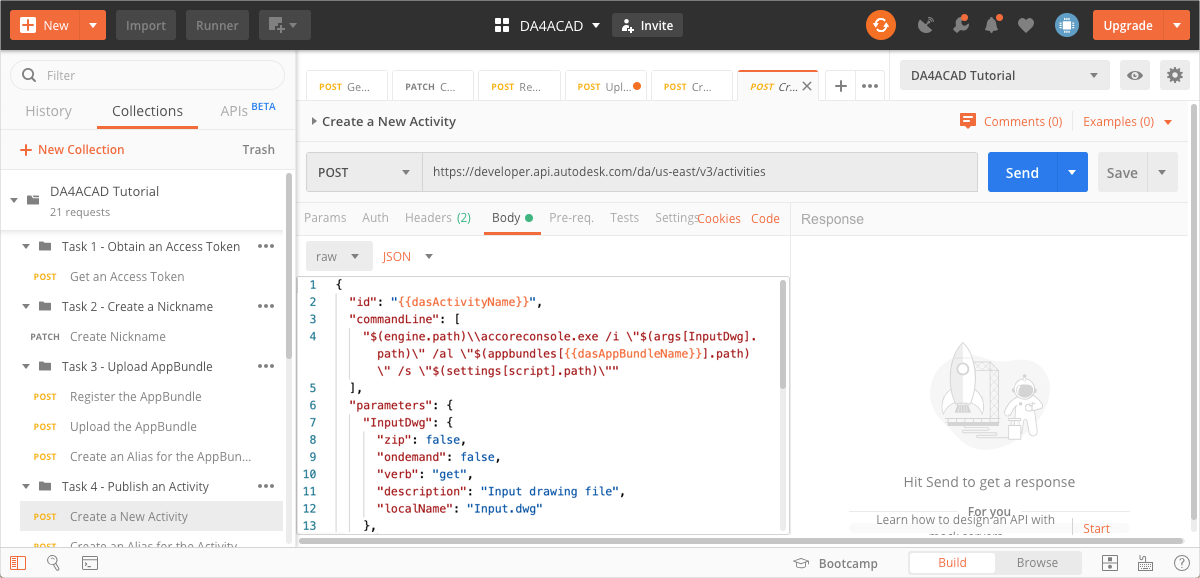 New
Import
Runner
DA4ACAD
Invite
Upgrade
Filter
History
Collections
APIs BETA
New Collection
Trash
DA4ACAD Tutorial
21 requests
Task 1 - Obtain an Access Token
POST Get an Access Token
Task 2 - Create a Nickname
PATCH Create Nickname
Task 3 - Upload AppBundle
POST Register the AppBundle
POST Upload the AppBundle
POST Create an Alias for the AppBun...
Task 4 - Publish an Activity
POST Create a New Activity
POST Create an Alias for the Activity
POST Ge...
PATCH C...
POST Re...
POST Upl...
POST Cr...
POST Cr...
DA4ACAD Tutorial
Create a New Activity
Comments (0)
Examples (0)
POST
https://developer.api.autodesk.com/da/us-east/v3/activities
Send
Save
Params
Auth
Headers (2)
Body
Pre-req.
Tests
Settings
Cookies
Code
Response
raw
JSON
1 {
2 "id": "{{dasActivityName}}",
3 "commandLine": [
4 "$(engine.path)\\accoreconsole.exe /i \"$(args[InputDwg].
path)\" /al \"$(appbundles[{{dasAppBundleName}}].path)
\" /s \"$(settings[script].path)\""
5 ],
6 "parameters": {
7 "InputDwg": {
8 "zip": false,
9 "ondemand": false,
10 "verb": "get",
11 "description": "Input drawing file",
12 "localName": "Input.dwg"
13 },
Hit Send to get a response
For you
Learn how to design an API with
mock servers
Start
Bootcamp
Build
Browse